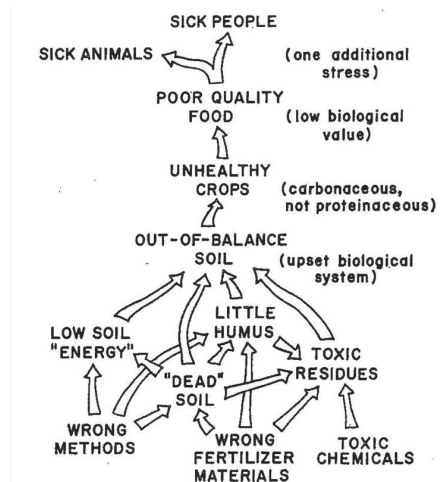 SICK PEOPLE
SICK ANIMALS
(one additional
stress)
POOR QUALITY
FOOD
(low biological
value)
UNHEALTHY
CROPS
(carbonaceous,
not proteinaceous)
OUT-OF-BALANCE
SOIL
(upset biological
system)
LITTLE
HUMUS
LOW SOIL
"ENERGY"
TOXIC
RESIDUES
"DEAD"
SOIL
WRONG
METHODS
WRONG
FERTILIZER
MATERIALS
TOXIC
CHEMICALS